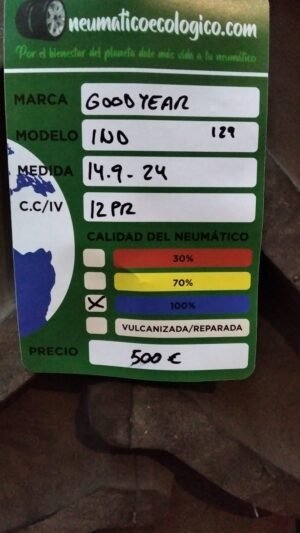 neumaticoecologico.com
Por el bienestar del planeta dale más vida a tu neumático
MARCA GOODYEAR
MODELO IND 129
MEDIDA 14.9-24
C.C/IV 12PR
CALIDAD DEL NEUMÁTICO
30%
70%
X 100%
VULCANIZADA/REPARADA
PRECIO 500 €